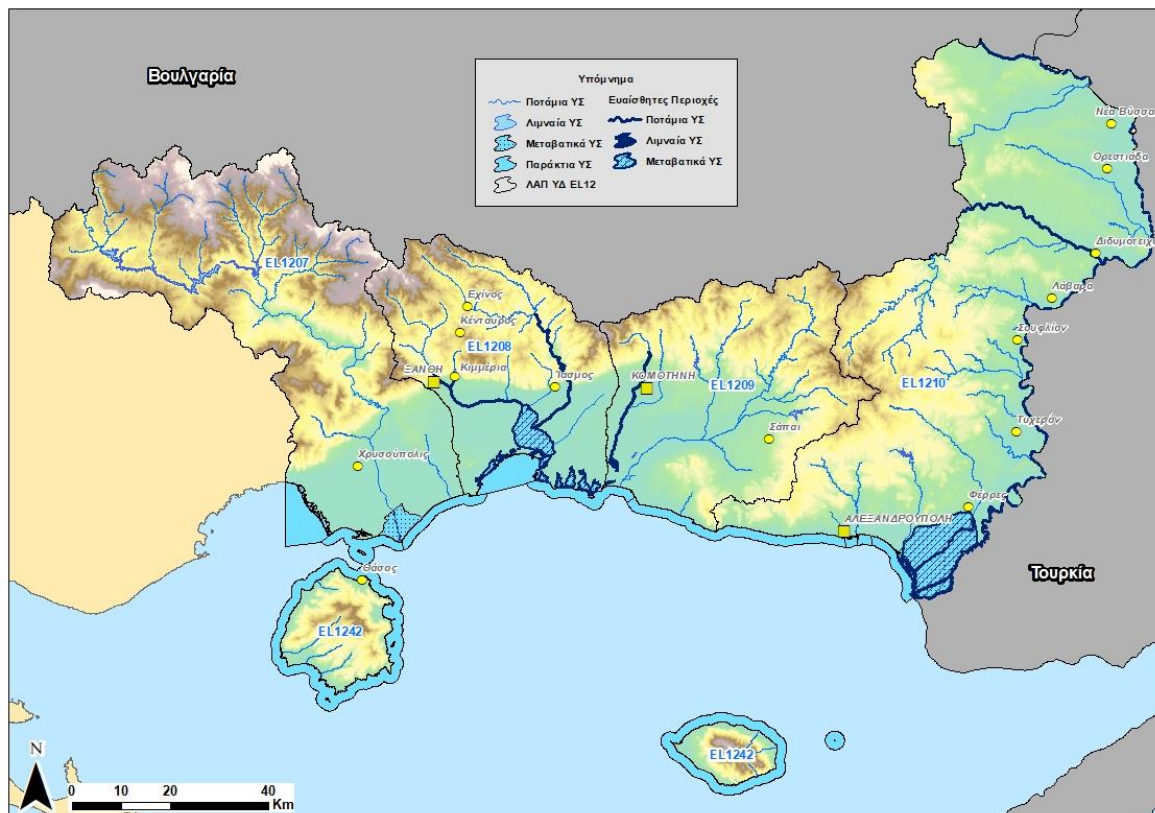 Βουλγαρία
Υπόμνημα
Ποτάμια ΥΣ
Λιμναία ΥΣ
Μεταβατικά ΥΣ
Παράκτια ΥΣ
ΛΑΠ ΥΔ EL12
Ευαίσθητες Περιοχές
Ποτάμια ΥΣ
Λιμναία ΥΣ
Μεταβατικά ΥΣ
Νέα Βύσσα
Ορεστιάδα
Διδυμότειχο
Λάβαρα
Σουφλίον
EL1207
Εχίνος
Κένταυρος
EL1208
Κιμμέρια
ΞΑΝΘΗ
Ίασμος
ΚΟΜΟΤΗΝΗ
EL1209
EL1210
Σάπαι
Τυχερόν
Χρυσούπολις
Φέρρες
ΑΛΕΞΑΝΔΡΟΥΠΟΛΗ
Τουρκία
Θάσος
EL1242
EL1242
N
0 10 20 40
Km